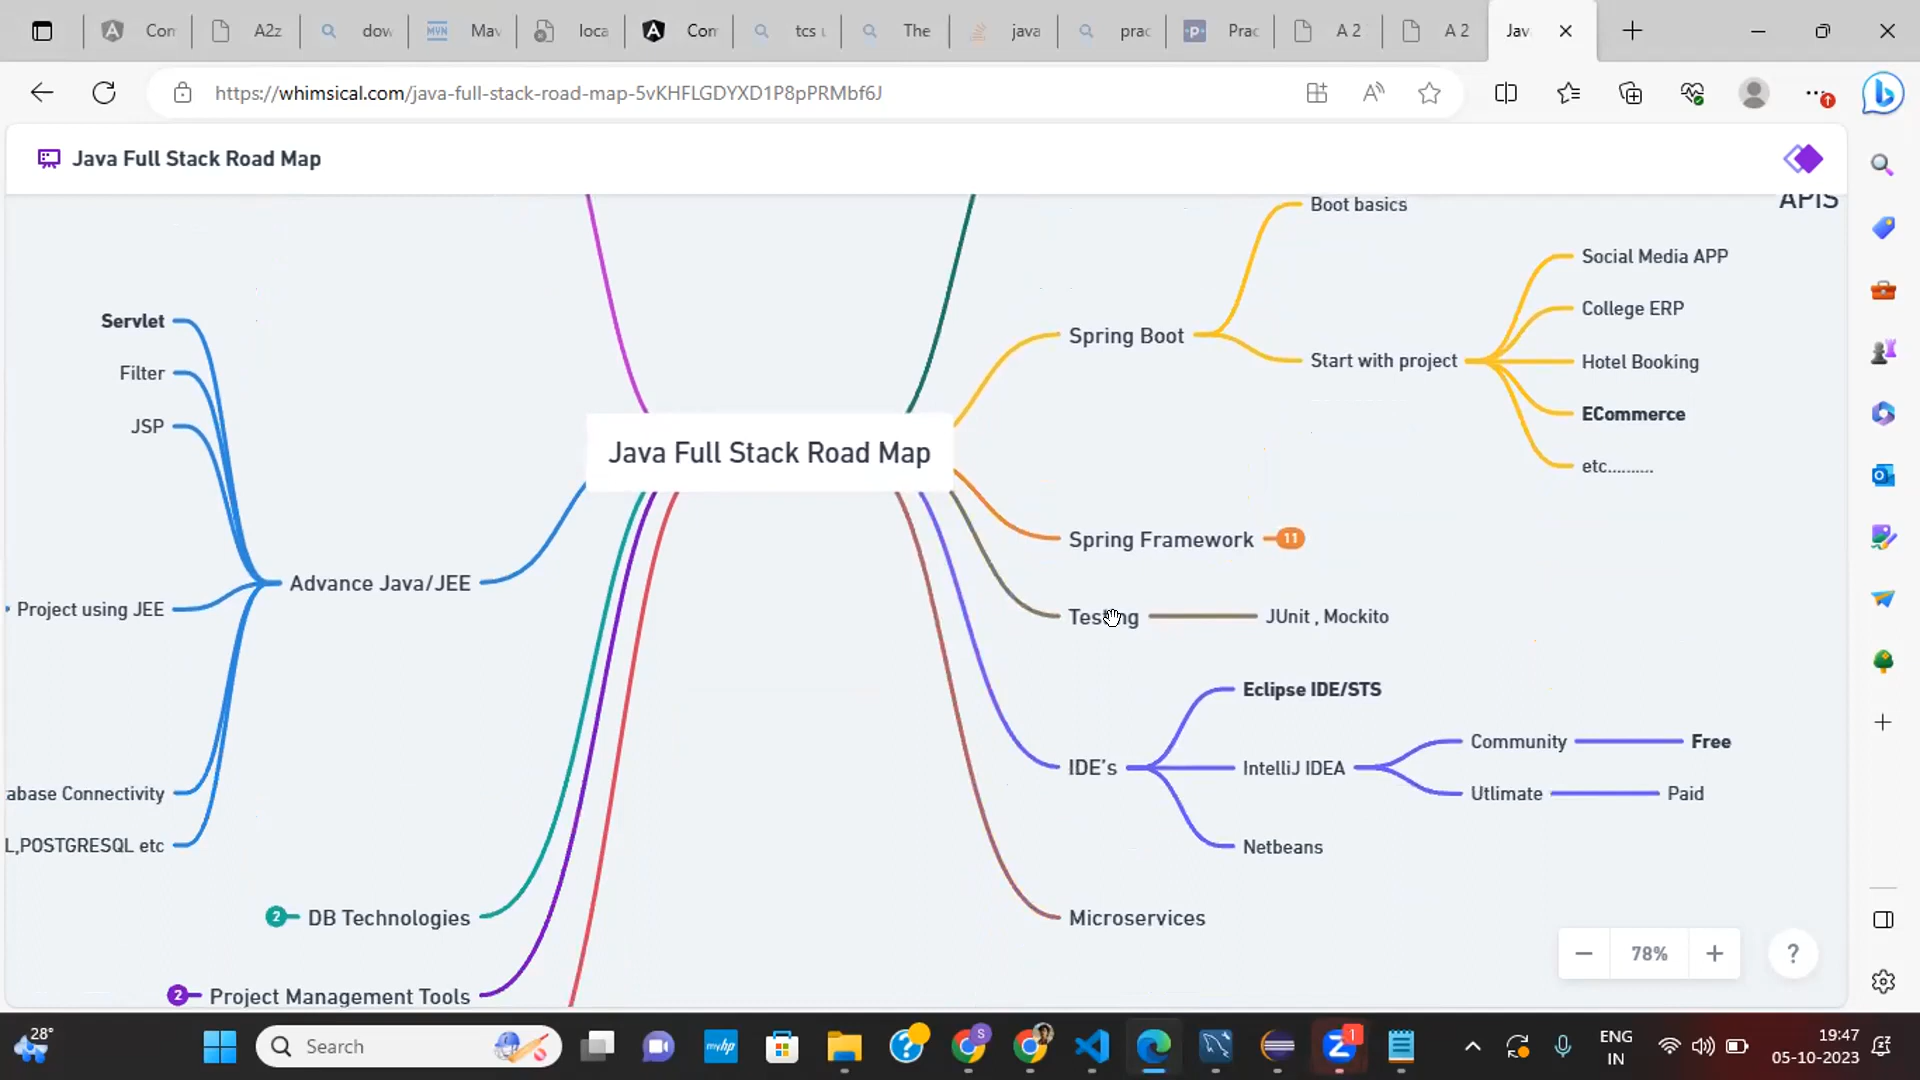 Con
A2z
dow
Mav
loca
Con
tcs
The
java
prac
Prac
A 2
A 2
Jav
https://whimsical.com/java-full-stack-road-map-5vKHFLGDYXD1P8pPRMbf6J
Java Full Stack Road Map
APIS
Boot basics
Social Media APP
Servlet
College ERP
Spring Boot
Start with project
Hotel Booking
Filter
ECommerce
JSP
Java Full Stack Road Map
etc..........
Spring Framework
11
Advance Java/JEE
Project using JEE
Testing
JUnit , Mockito
Eclipse IDE/STS
Community
Free
IDE's
IntelliJ IDEA
abase Connectivity
Utlimate
Paid
L,POSTGRESQL etc
Netbeans
2
DB Technologies
Microservices
78%
?
2
Project Management Tools
28°
Search
myhp
S
1
ENG
IN
19:47
05-10-2023